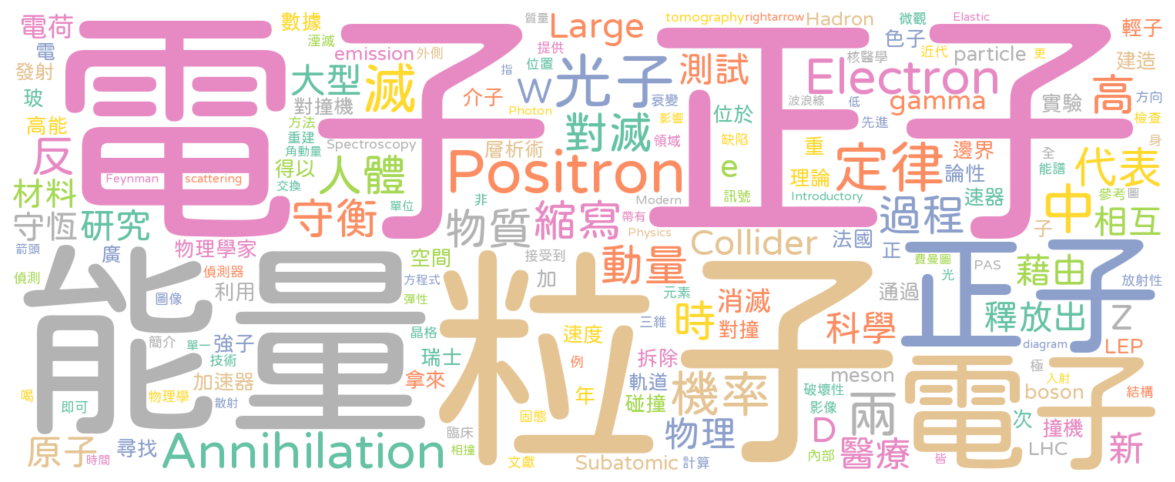 電荷
電
發射
玻
高能
反
材料
守恆
研究
箭頭
廣
電子
Feynman
scattering
數據
湮滅
emission
外側
大型
滅
對撞機
方法
重建
角動量
Spectroscopy
得以
交換
人體
單位
守衡
質量
提供
位置
指
介子
Photon
層析術
Positron
非
物質
縮寫
帶有
Large
W
光子
衰變
對滅
影響
領域
測試
位於
缺陷
e
訊號
Modern
Physics
動量
正子
tomography
rightarrow
Hadron
微觀
色子
核醫學
近代
particle
Elastic
更
輕子
建造
Electron
波浪線
低
gamma
先進
實驗
高
方向
檢查
重
理論
定律
邊界
論性
速器
Introductory
全
能譜
身
代表
參考
圖
中
相互
子
過程
法國
正
費曼圖
光
PAS
Collider
物理學家
偵測
偵測器
圖像
利用
能量
簡介
單一
強子
技術
加速器
喝
即可
物理學
散射
原子
時間
尋找
Annihilation
空間
方程式
彈性
晶格
瑞士
拿來
臨床
相撞
粒子
接受到
加
元素
三維
速度
例
年
固態
文獻
Subatomic
計算
時
消滅
對撞
拆除
軌道
碰撞
機率
物理
通過
科學
meson
破壞性
影像
兩
D
內部
醫療
正子
藉由
放射性
釋放出
Z
diagram
LEP
極
入射
boson
結構
電子
次
撞機
LHC
皆
新